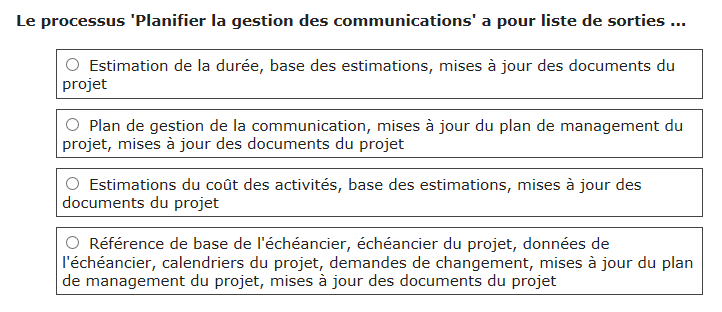 Le processus 'Planifier la gestion des communications' a pour liste de sorties ...
Estimation de la durée, base des estimations, mises à jour des documents du
projet
Plan de gestion de la communication, mises à jour du plan de management du
projet, mises à jour des documents du projet
Estimations du coût des activités, base des estimations, mises à jour des
documents du projet
Référence de base de l'échéancier, échéancier du projet, données de
l'échéancier, calendriers du projet, demandes de changement, mises à jour du plan
de management du projet, mises à jour des documents du projet